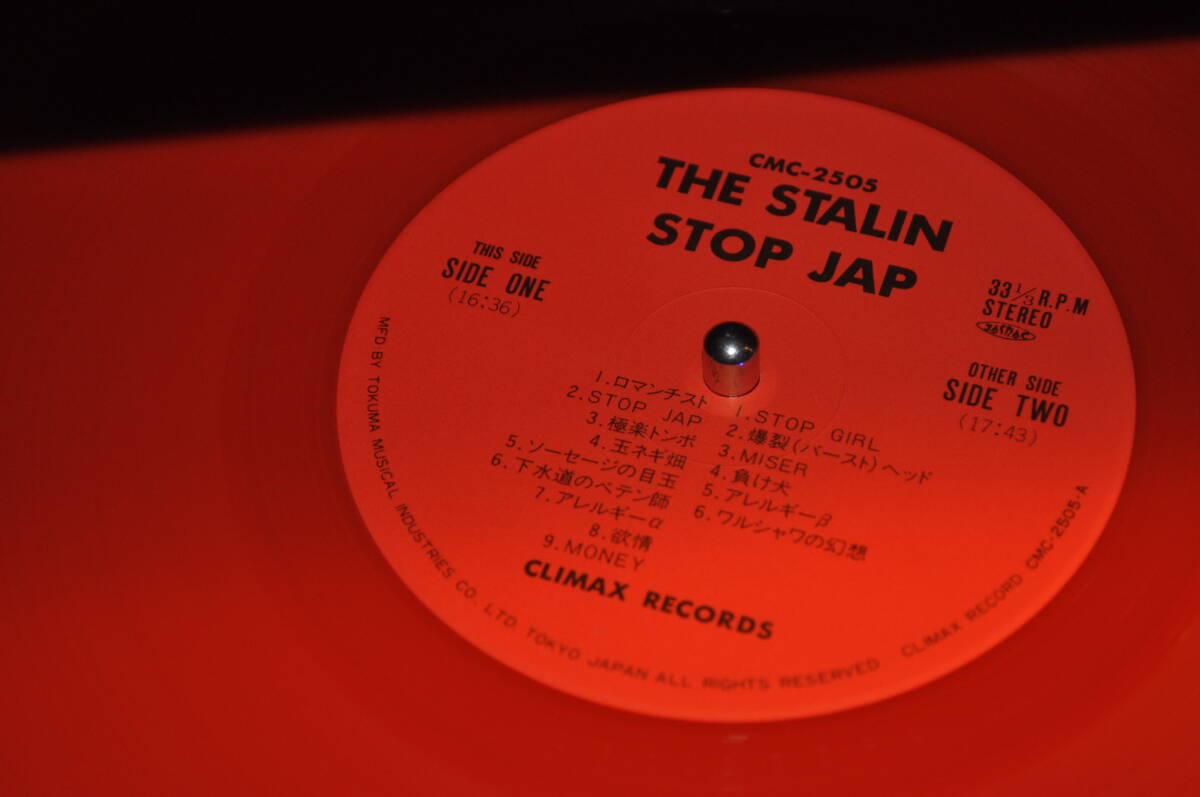 CMC-2505
THE STALIN
STOP JAP
THIS SIDE
SIDE ONE
(16:36)
33 1/3 R.P.M
STEREO
OTHER SIDE
SIDE TWO
(17:43)
1. ロマンチスト
2. STOP JAP
3. 極楽トンボ
4. 玉ネギ畑
5. ソーセージの目玉
6. 下水道のペテン師
7. アレルギーα
8. 欲情
9. MONEY
1. STOP GIRL
2. 爆裂(バースト)ヘッド
3. MISER
4. 負け犬
5. アレルギーβ
6. ワルシャワの幻想
CLIMAX RECORDS
MFD. BY TOKUMA MUSICAL INDUSTRIES CO. LTD. TOKYO JAPAN ALL RIGHTS RESERVED CLIMAX RECORD CMC-2505-A